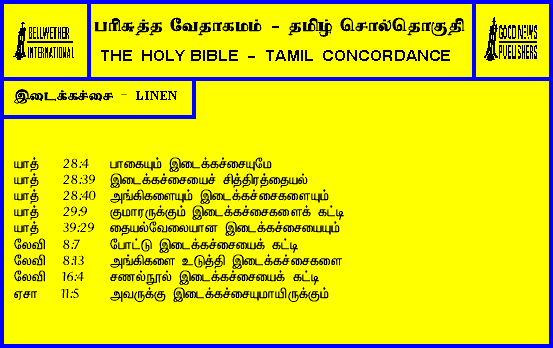 BELLWETHER
INTERNATIONAL
பரிசுத்த வேதாகமம் - தமிழ் சொல்தொகுதி
THE HOLY BIBLE - TAMIL CONCORDANCE
GOOD NEWS
PUBLISHERS
இடைக்கச்சை - LINEN
யாத் 28:4 பாகையும் இடைக்கச்சையுமே
யாத் 28:39 இடைக்கச்சையைச் சித்திரத்தையல்
யாத் 28:40 அங்கிகளையும் இடைக்கச்சைகளையும்
யாத் 29:9 குமாரருக்கும் இடைக்கச்சைகளைக் கட்டி
யாத் 39:29 தையல்வேலையான இடைக்கச்சையையும்
லேவி 8:7 போட்டு இடைக்கச்சையைக் கட்டி
லேவி 8:13 அங்கிகளை உடுத்தி இடைக்கச்சைகளை
லேவி 16:4 சணல்நூல் இடைக்கச்சையைக் கட்டி
ஏசா 11:5 அவருக்கு இடைக்கச்சையுமாயிருக்கும்